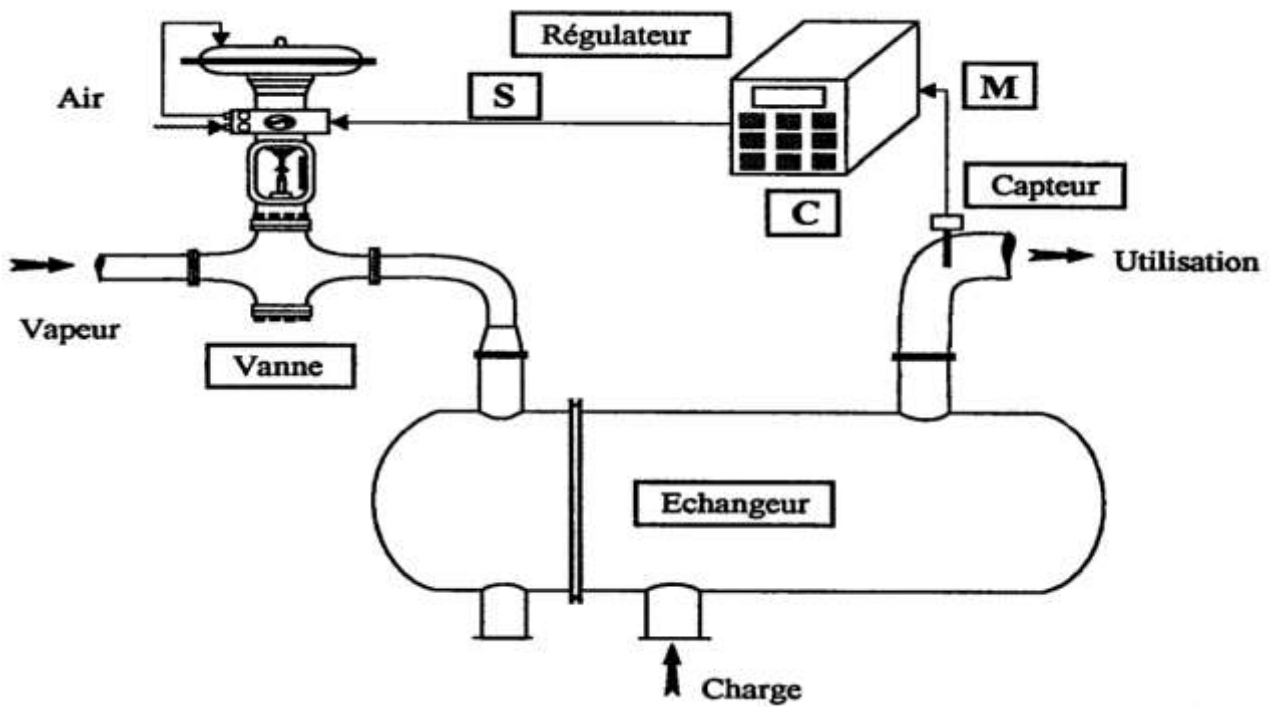 Régulateur
Air
S
M
C
Capteur
Utilisation
Vapeur
Vanne
Echangeur
Charge